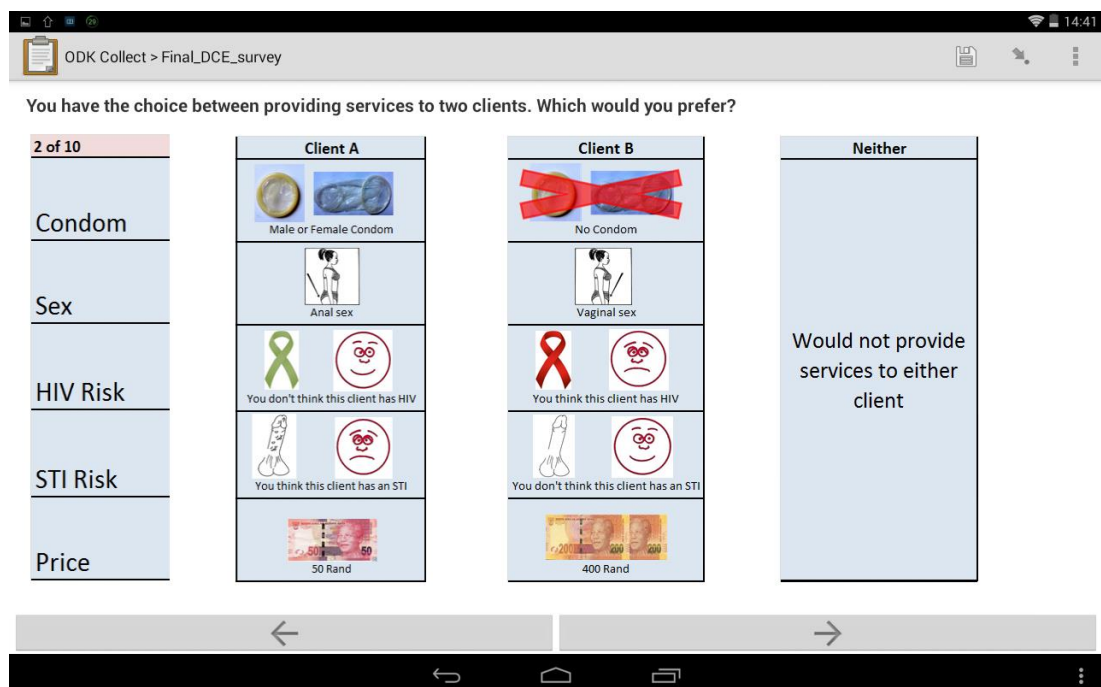 14:41
ODK Collect > Final_DCE_survey
You have the choice between providing services to two clients. Which would you prefer?
2 of 10
Client A
Client B
Neither
Condom
Male or Female Condom
No Condom
Sex
Anal sex
Vaginal sex
HIV Risk
You don't think this client has HIV
You think this client has HIV
Would not provide
services to either
client
STI Risk
You think this client has an STI
You don't think this client has an STI
Price
50
50
200
200
200
50 Rand
400 Rand